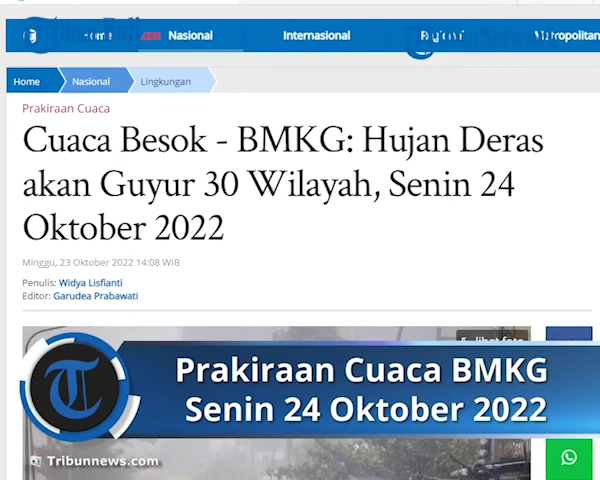 Home
Nasional
Internasional
Home
Nasional
Lingkungan
Prakiraan Cuaca
Cuaca Besok - BMKG: Hujan Deras
akan Guyur 30 Wilayah, Senin 24
Oktober 2022
Minggu, 23 Oktober 2022 14:08 WIB
Penulis: Widya Lisfianti
Editor: Garudea Prabawati
Prakiraan Cuaca BMKG
Senin 24 Oktober 2022
Tribunnews.com